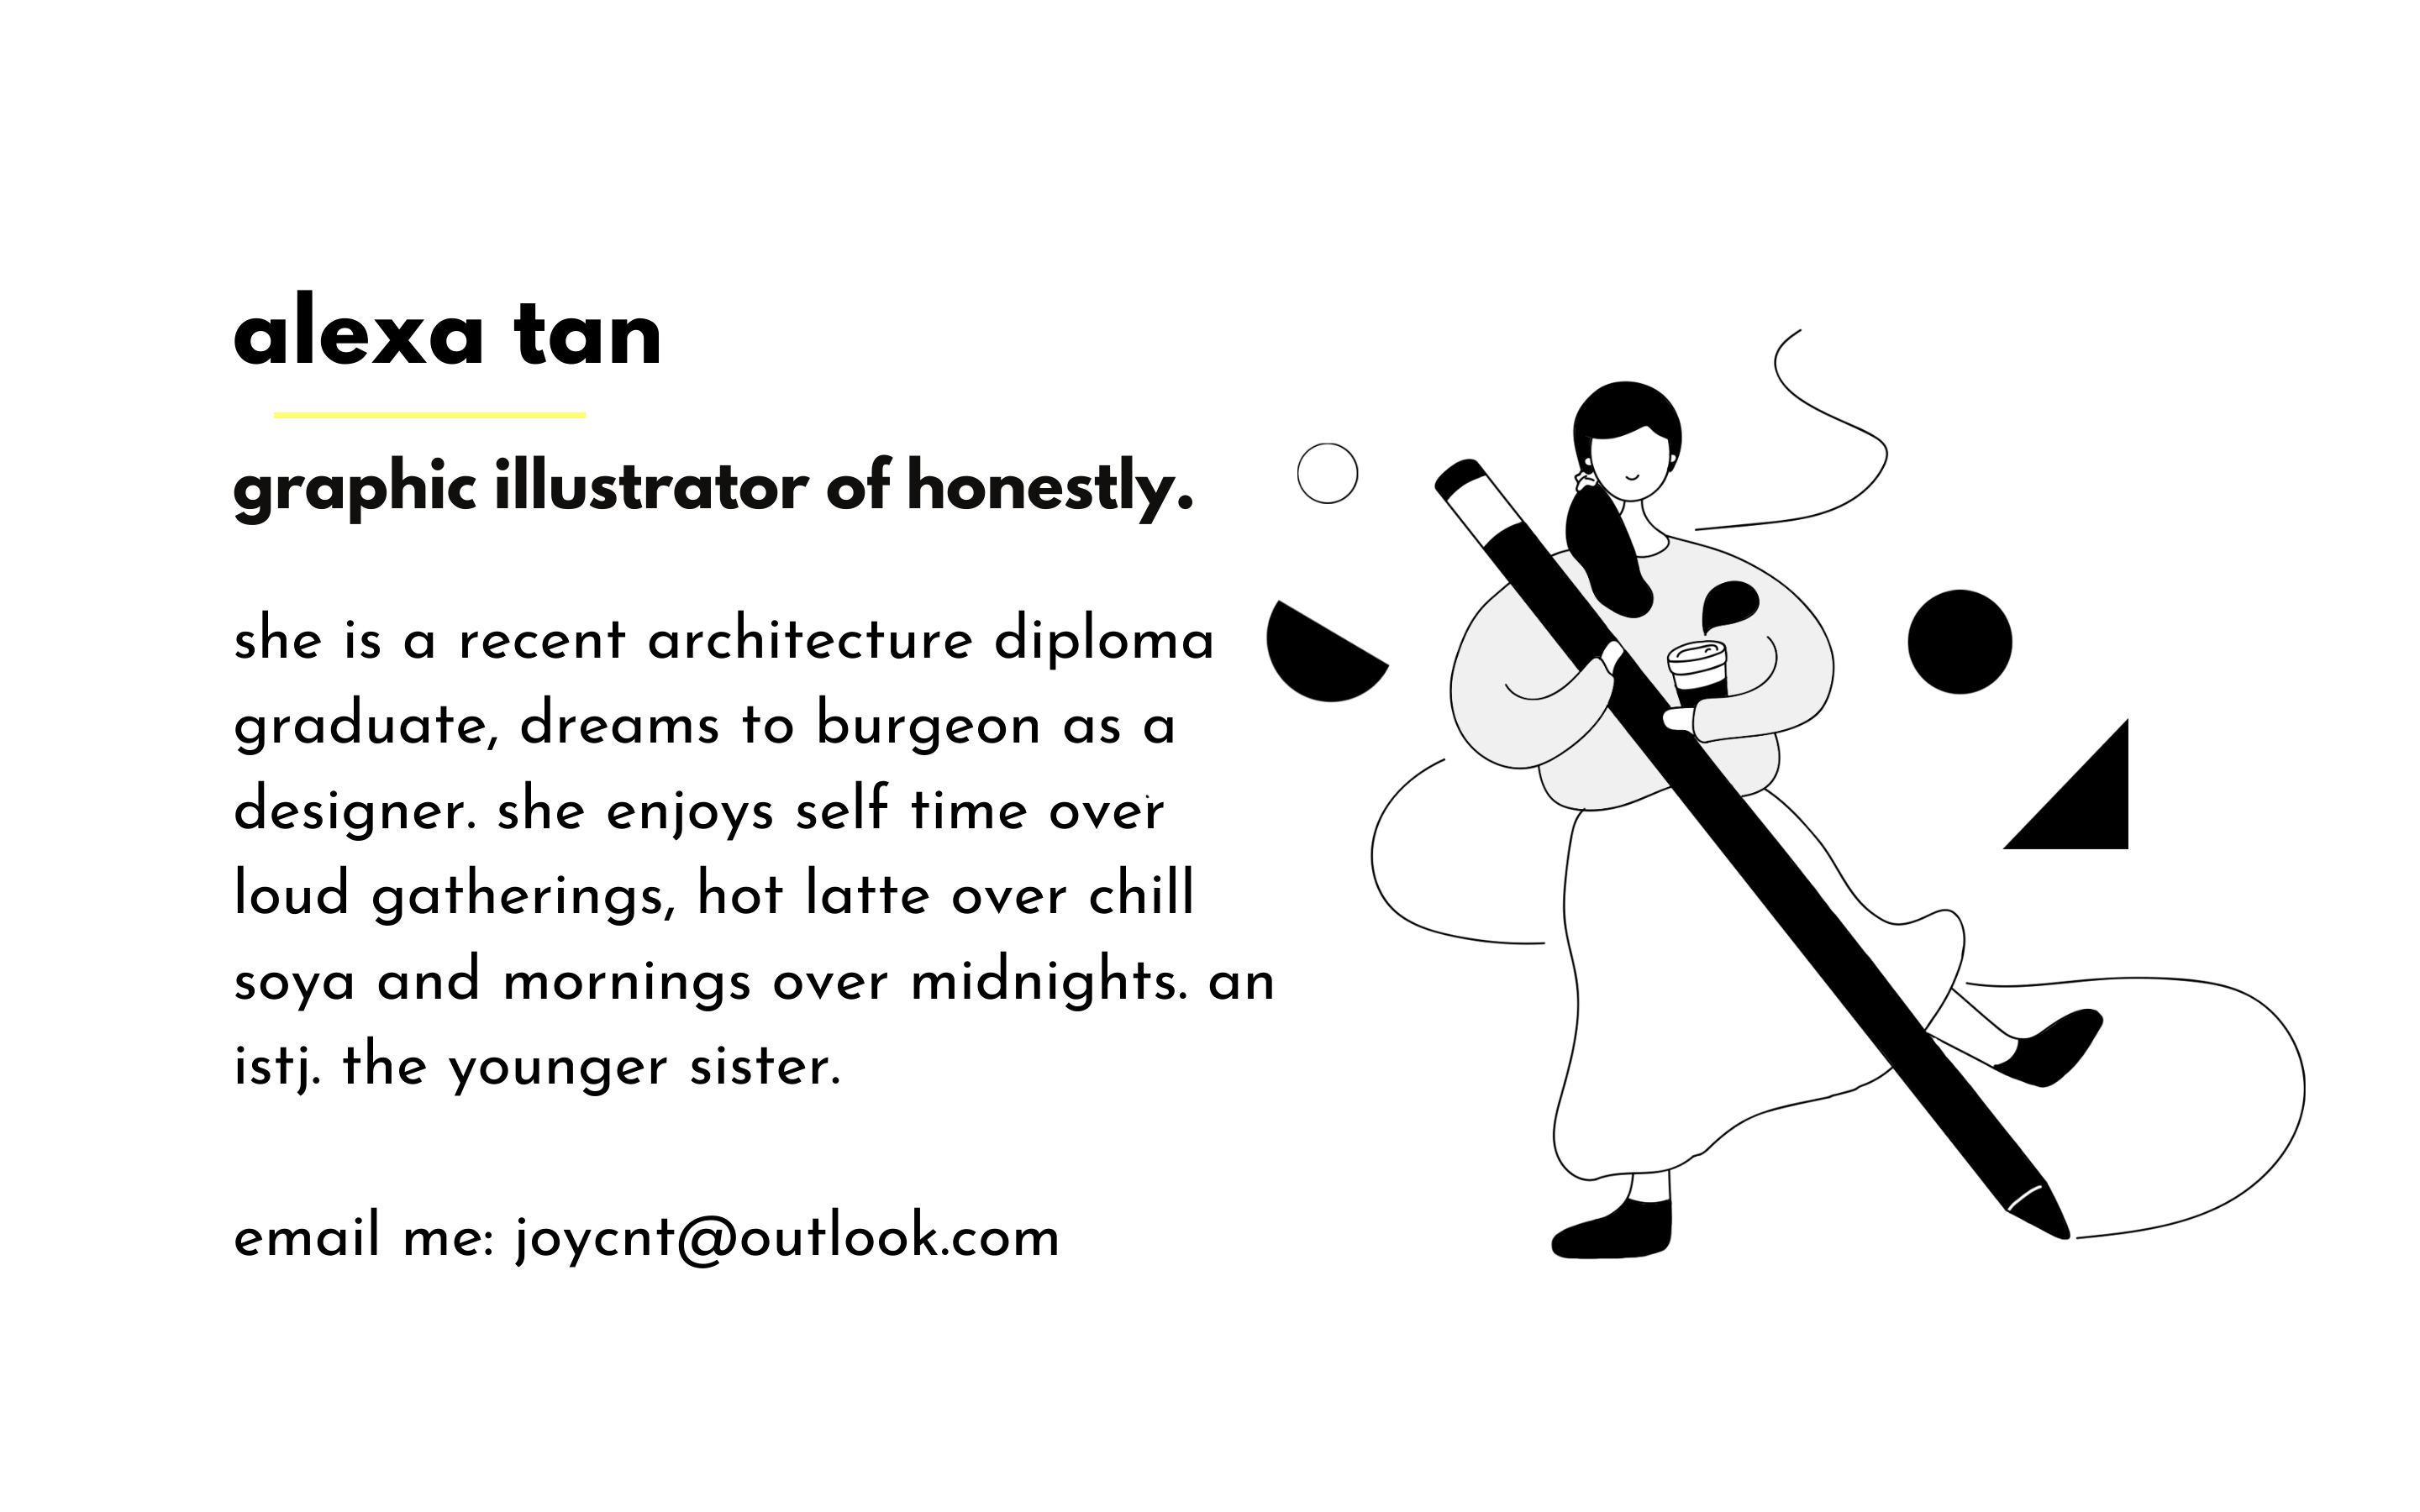 alexa tan
graphic illustrator of honestly.
she is a recent architecture diploma
graduate, dreams to burgeon as a
designer. she enjoys self time over
loud gatherings, hot latte over chill
soya and mornings over midnights. an
istj. the younger sister.
email me: joycnt@outlook.com